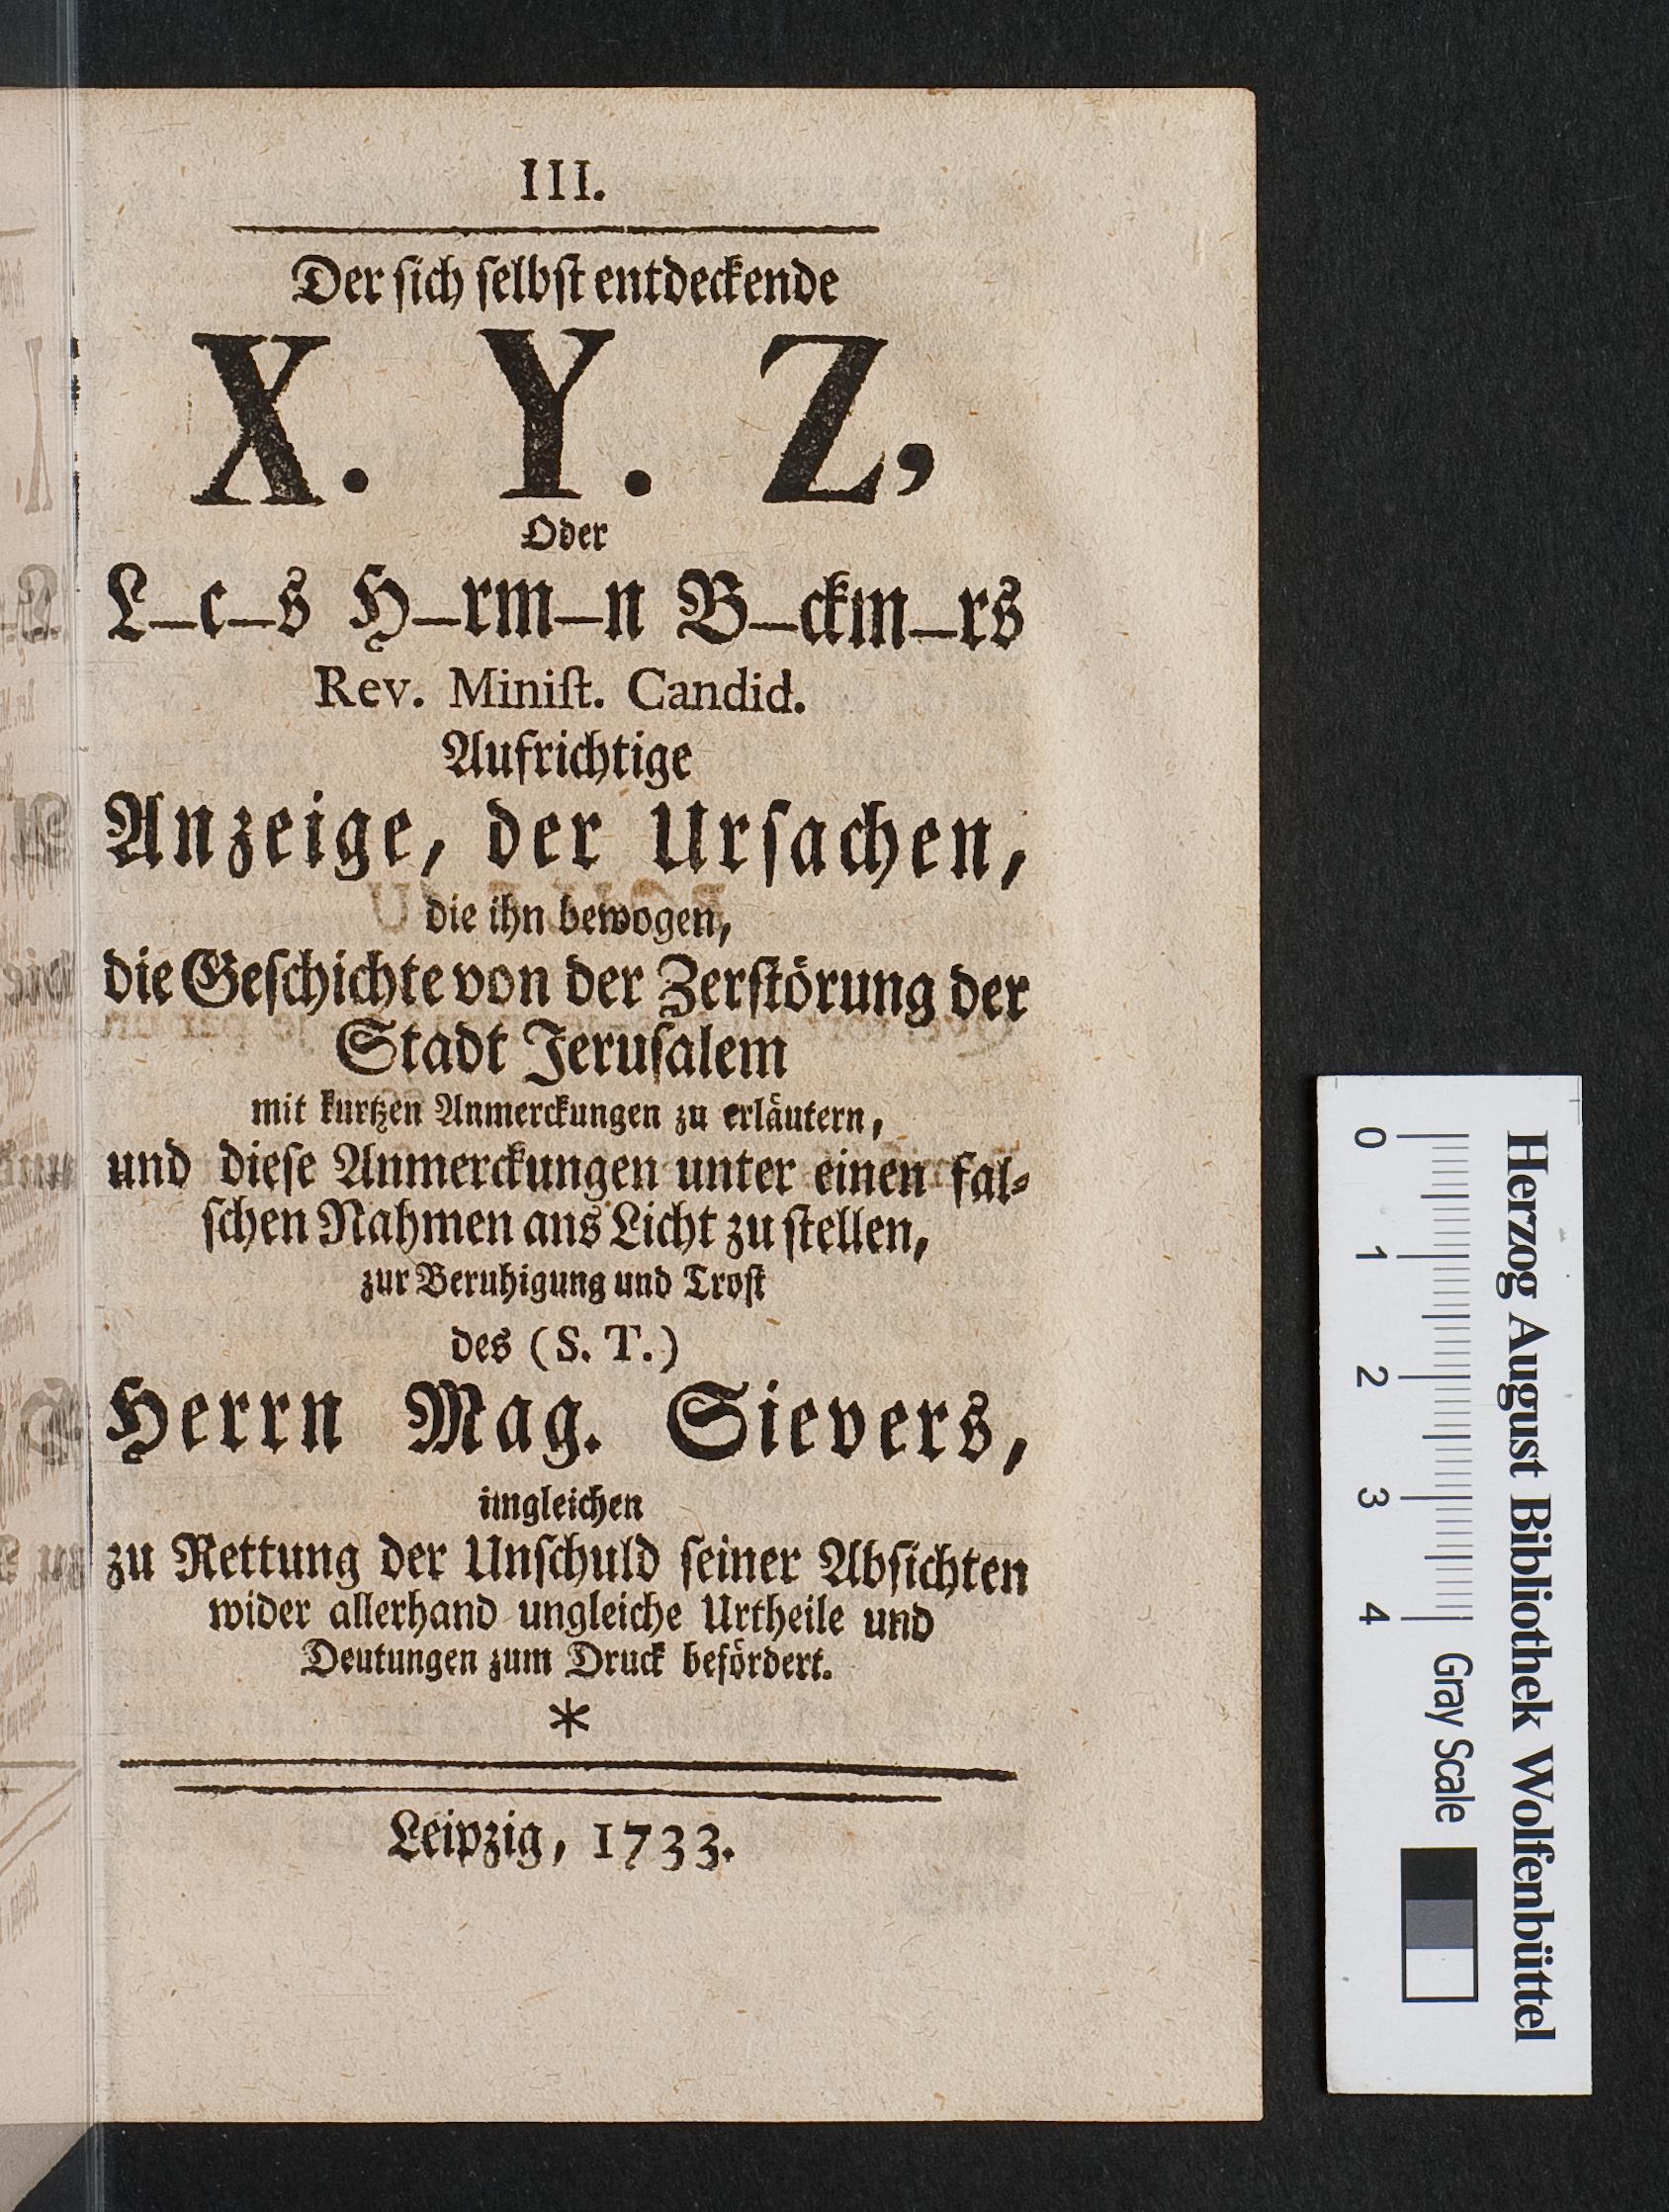 III.
Der ſich ſelbſt entdeckende
X. Y. Z,
Oder
L–c–s H–rm–n B–ckm–rs
Rev. Miniſt. Candid.
Aufrichtige
Anzeige, der Urſachen,
die ihn bewogen,
die Geſchichte von der Zerſtörung der
Stadt Jeruſalem
mit kurtzen Anmerckungen zu erläutern,
und dieſe Anmerckungen unter einen fal-
ſchen Nahmen ans Licht zu ſtellen,
zur Beruhigung und Troſt
des (S. T.)
Herrn Mag. Sievers,
imgleichen
zu Rettung der Unſchuld ſeiner Abſichten
wider allerhand ungleiche Urtheile und
Deutungen zum Druck befördert.
*
Leipzig, 1733.
Herzog August Bibliothek Wolfenbüttel
0 1 2 3 4 Gray Scale